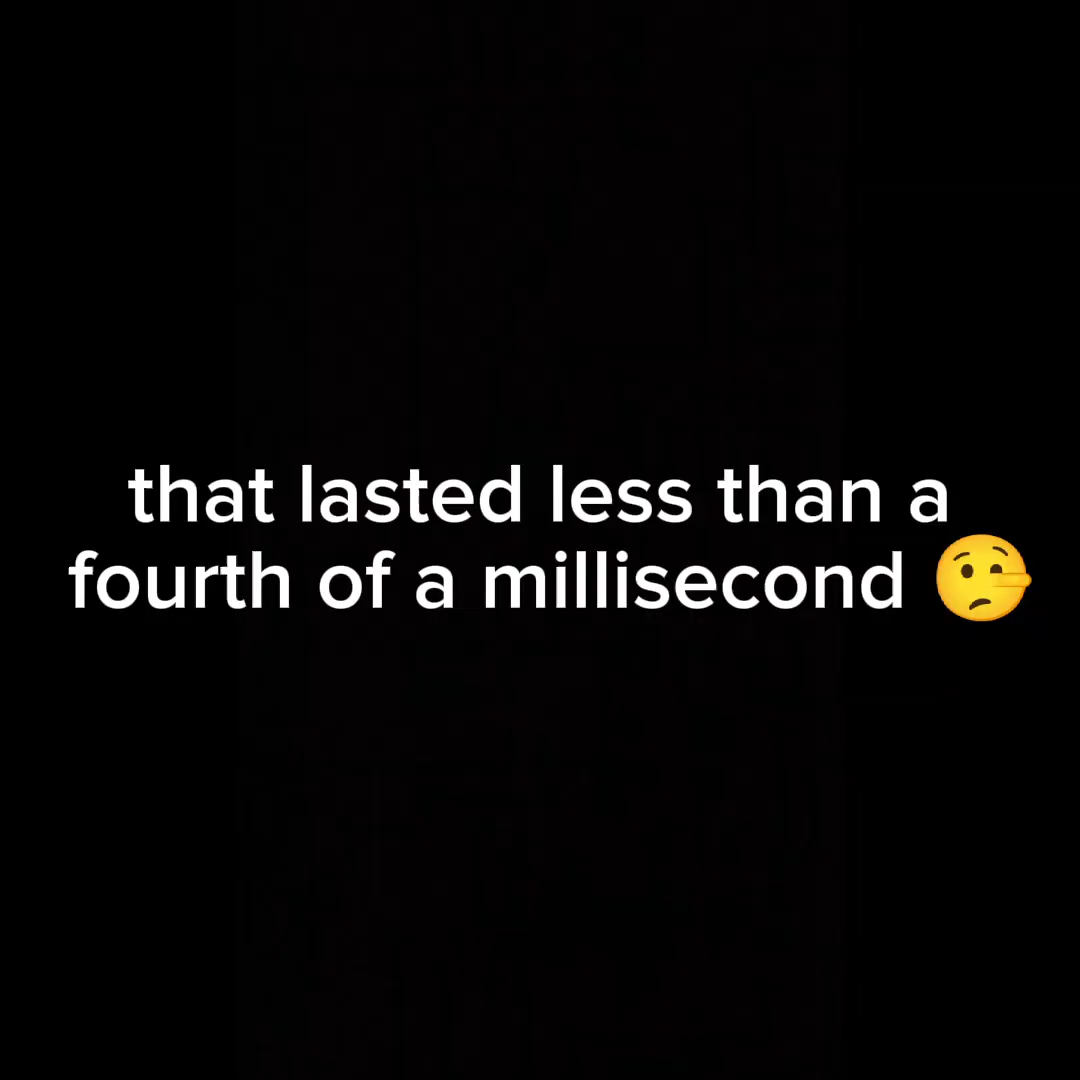 that lasted less than a
fourth of a millisecond 🤥